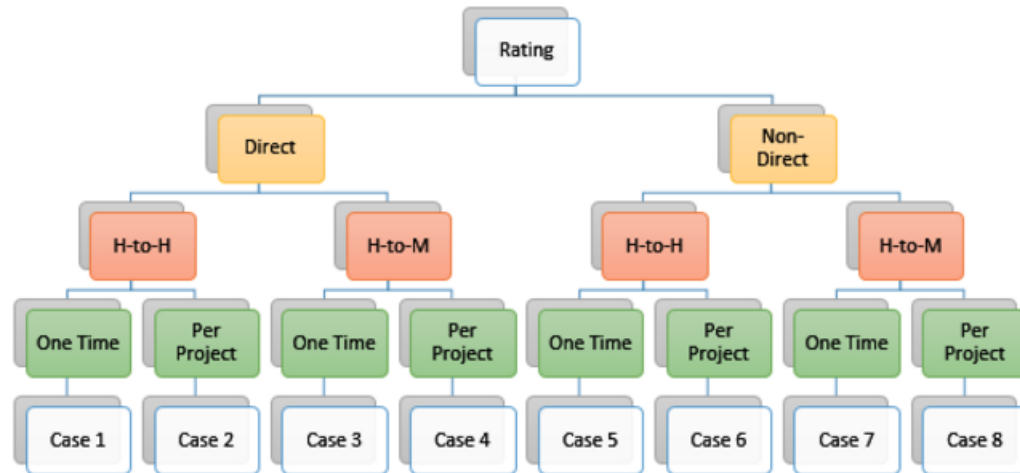 Rating
Direct
Non-
Direct
H-to-H
H-to-M
H-to-H
H-to-M
One Time
Per
Project
One Time
Per
Project
One Time
Per
Project
One Time
Per
Project
Case 1
Case 2
Case 3
Case 4
Case 5
Case 6
Case 7
Case 8